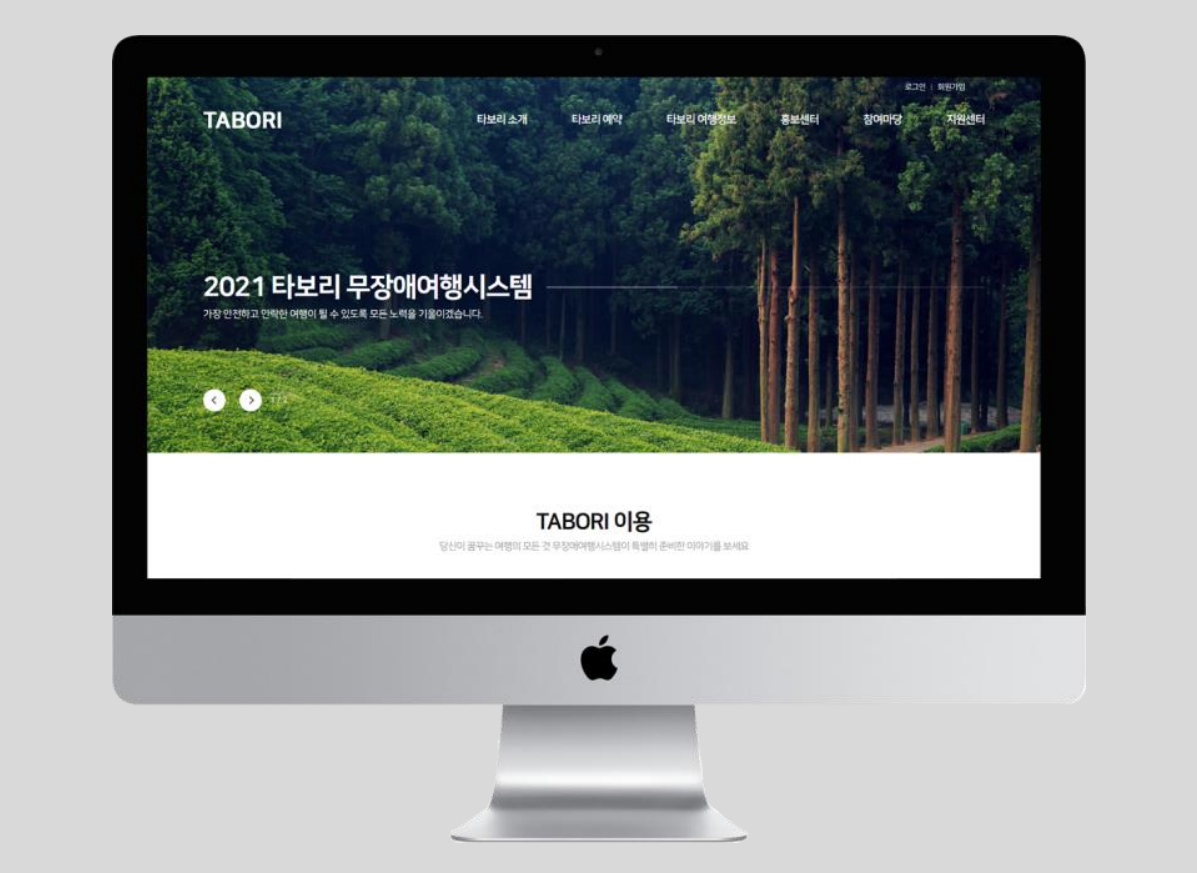 로그인 | 회원가입
TABORI 타보리 소개 타보리 예약 타보리 여행정보 홍보센터 참여마당 지원센터
2021 타보리 무장애여행시스템
가장 안전하고 안락한 여행이 될 수 있도록 모든 노력을 기울이겠습니다.
1 / 2
TABORI 이용
당신이 꿈꾸는 여행의 모든 것 무장애여행시스템이 특별히 준비한 이야기를 보세요